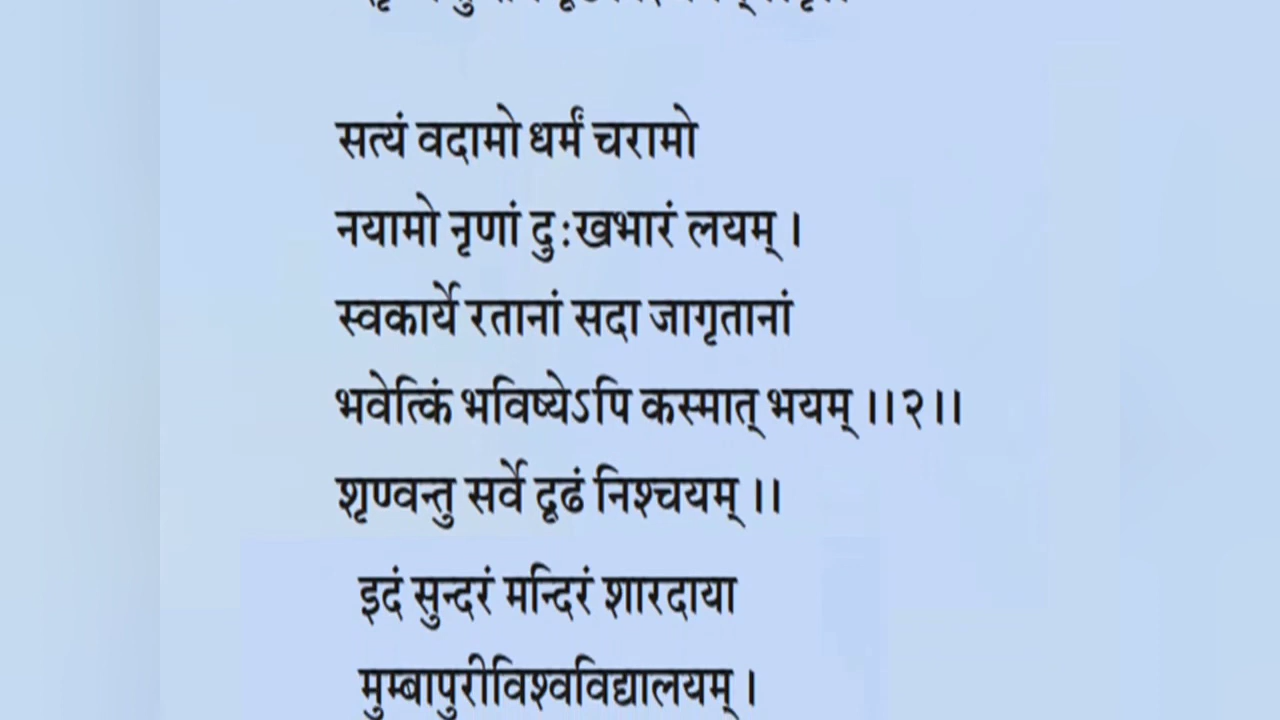 सत्यं वदामो धर्मं चरामो
नयामो नृणां दुःखभारं लयम् ।
स्वकार्ये रतानां सदा जागृतानां
भवेत्किं भविष्येऽपि कस्मात् भयम् ।।२।।
शृण्वन्तु सर्वे दृढं निश्चयम् ।।
इदं सुन्दरं मन्दिरं शारदाया
मुम्बापुरीविश्वविद्यालयम् ।